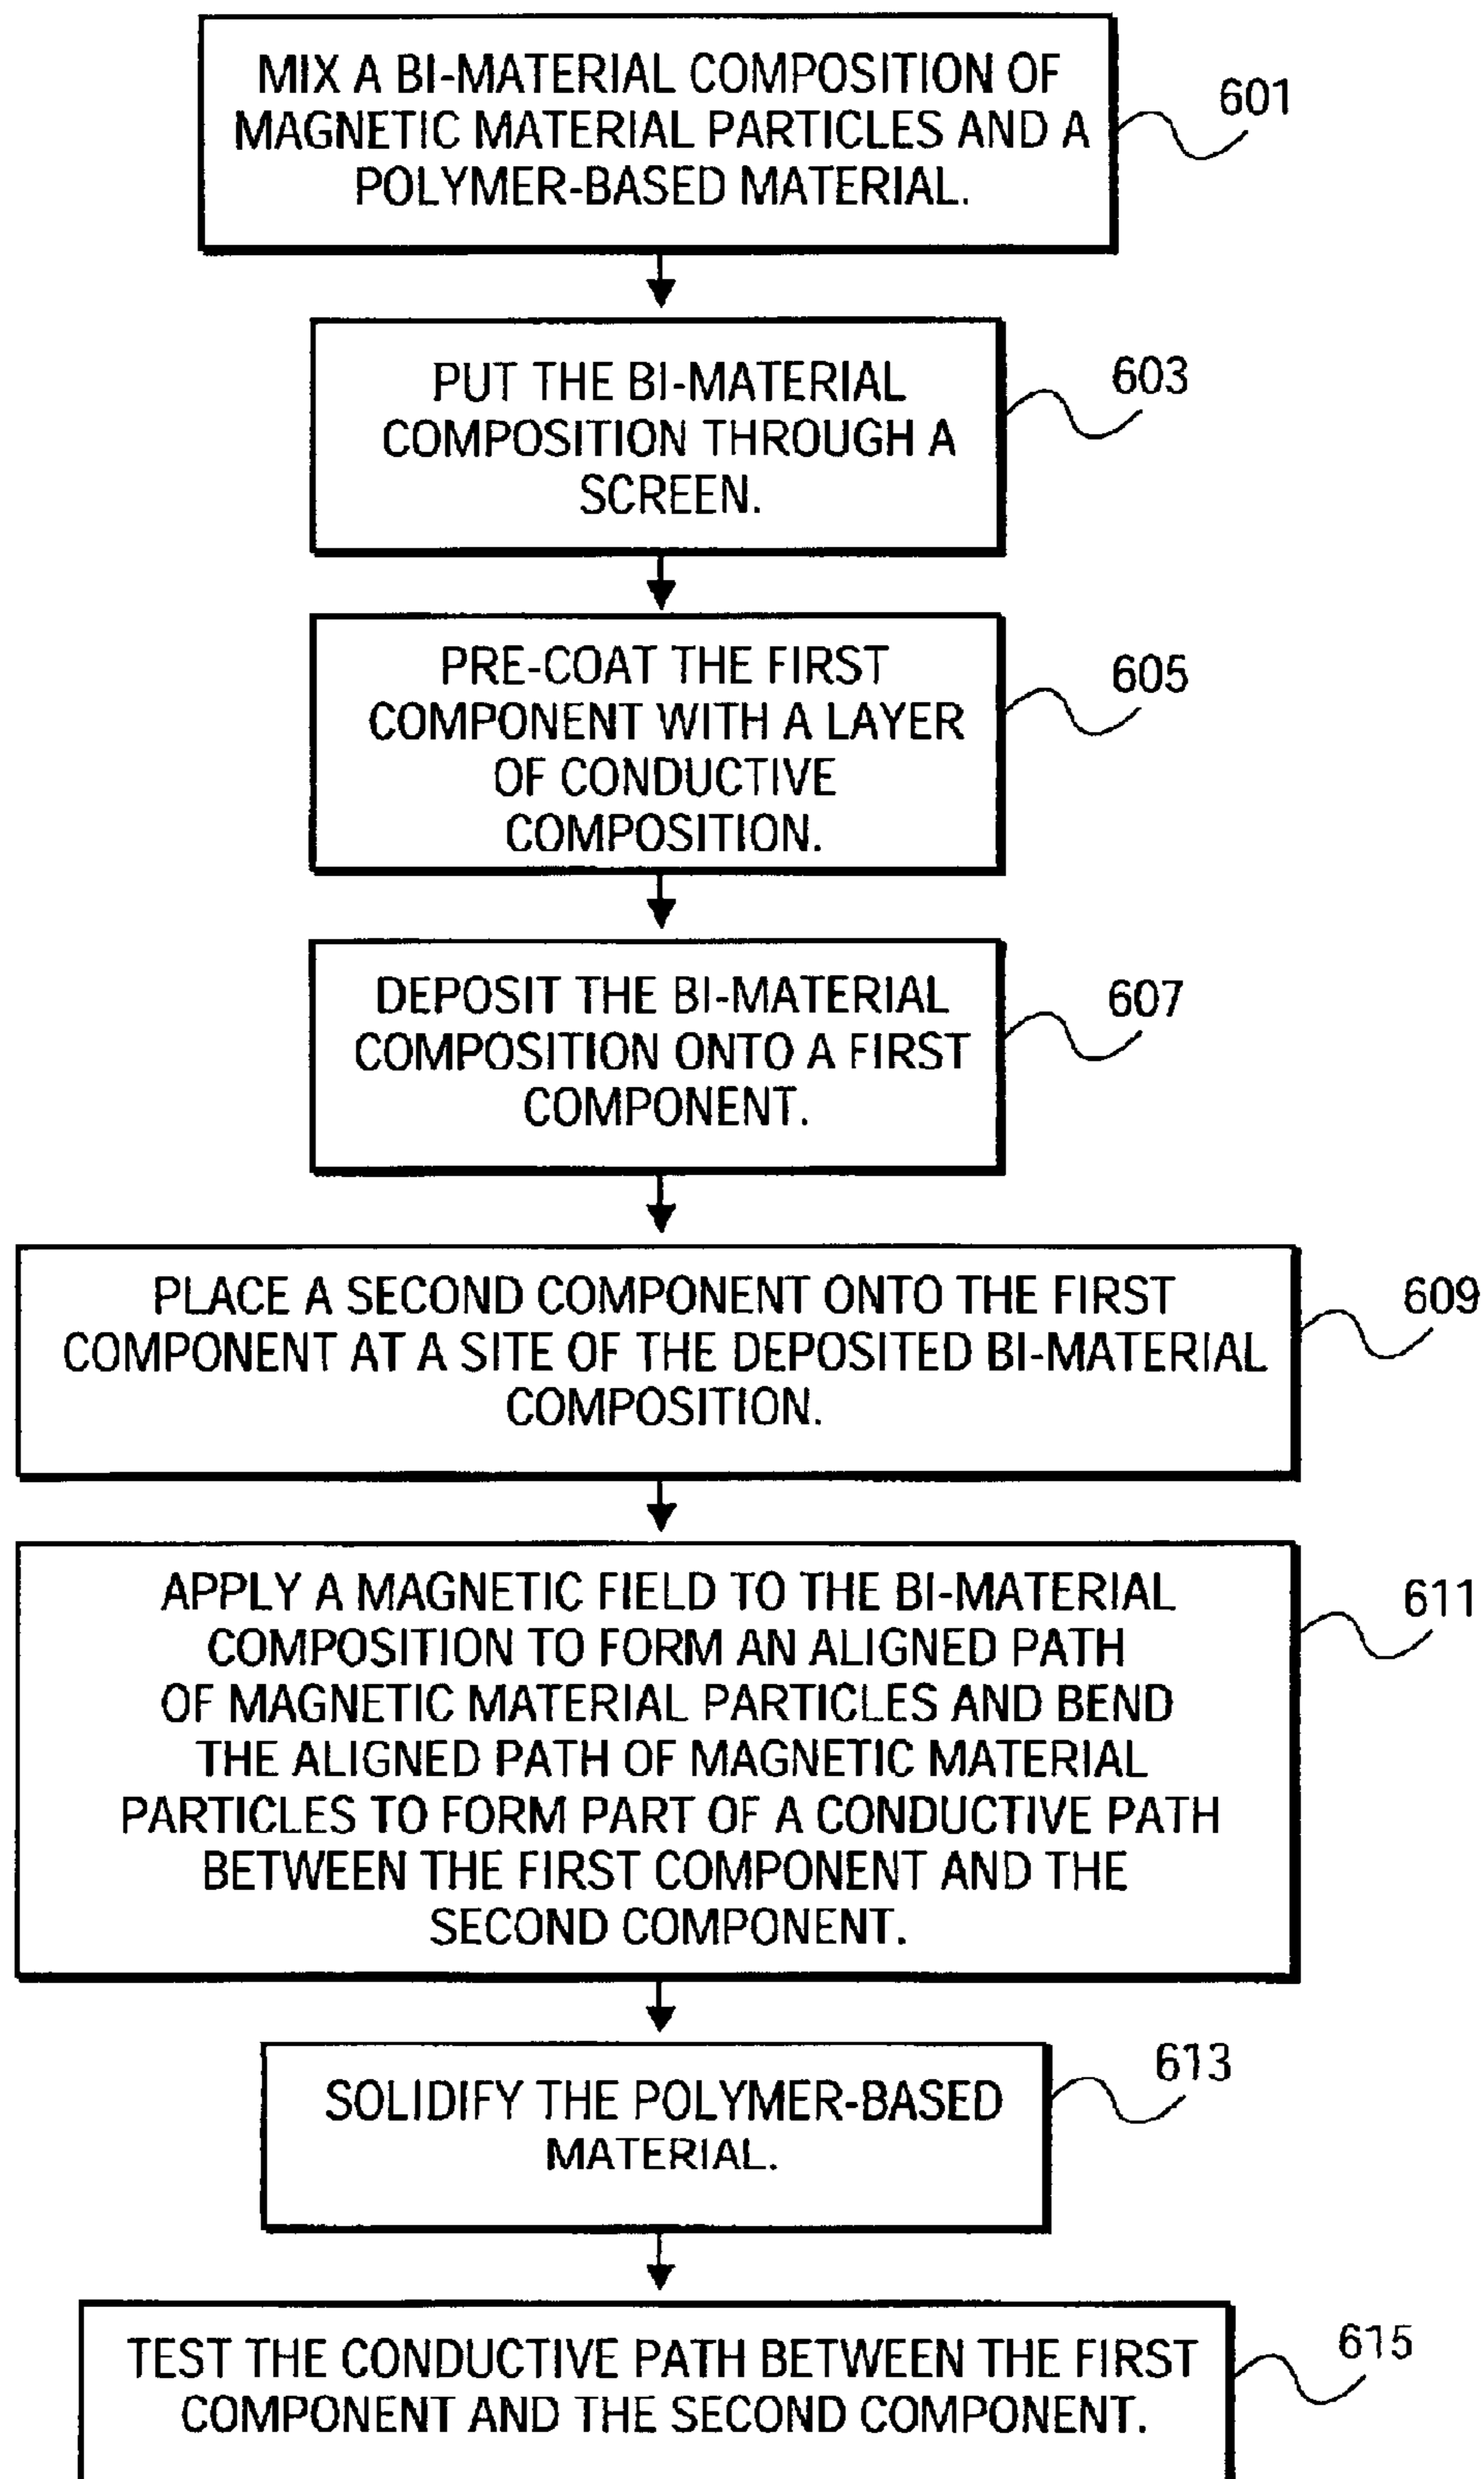 MIX A BI-MATERIAL COMPOSITION OF
MAGNETIC MATERIAL PARTICLES AND A
POLYMER-BASED MATERIAL.
601
PUT THE BI-MATERIAL
COMPOSITION THROUGH A
SCREEN.
603
PRE-COAT THE FIRST
COMPONENT WITH A LAYER
OF CONDUCTIVE
COMPOSITION.
605
DEPOSIT THE BI-MATERIAL
COMPOSITION ONTO A FIRST
COMPONENT.
607
PLACE A SECOND COMPONENT ONTO THE FIRST
COMPONENT AT A SITE OF THE DEPOSITED BI-MATERIAL
COMPOSITION.
609
APPLY A MAGNETIC FIELD TO THE BI-MATERIAL
COMPOSITION TO FORM AN ALIGNED PATH
OF MAGNETIC MATERIAL PARTICLES AND BEND
THE ALIGNED PATH OF MAGNETIC MATERIAL
PARTICLES TO FORM PART OF A CONDUCTIVE PATH
BETWEEN THE FIRST COMPONENT AND THE
SECOND COMPONENT.
611
SOLIDIFY THE POLYMER-BASED
MATERIAL.
613
TEST THE CONDUCTIVE PATH BETWEEN THE FIRST
COMPONENT AND THE SECOND COMPONENT.
615